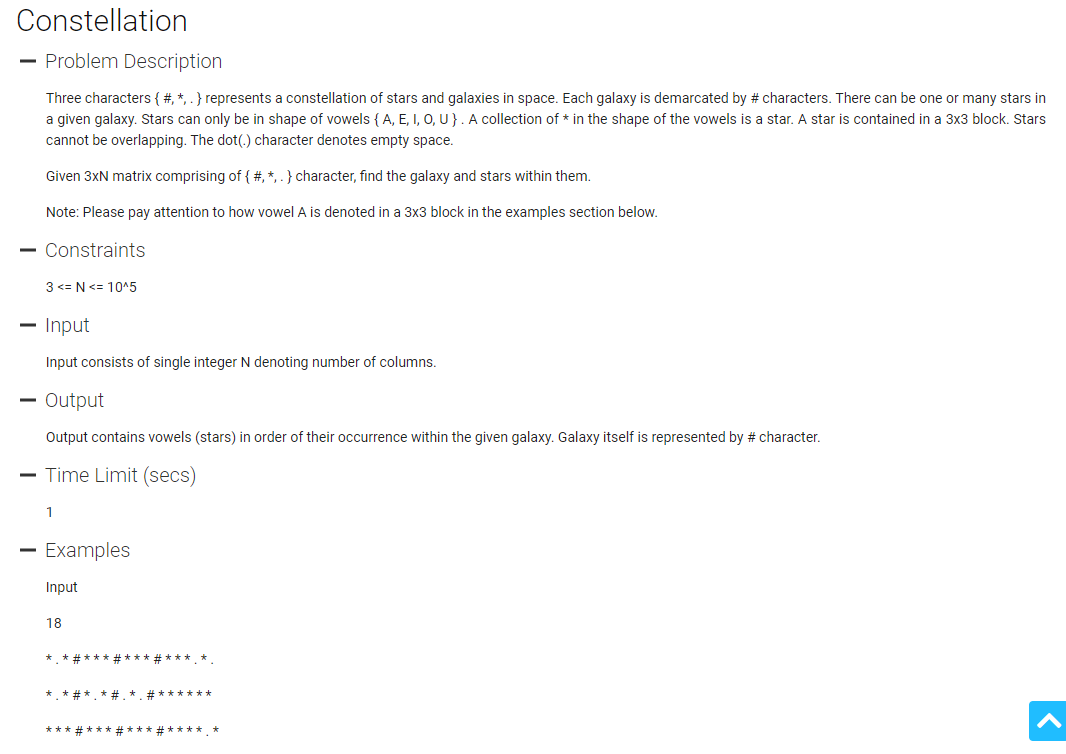 Constellation
Problem Description
Three characters { #, *, . } represents a constellation of stars and galaxies in space. Each galaxy is demarcated by # characters. There can be one or many stars in
a given galaxy. Stars can only be in shape of vowels { A, E, I, O, U } . A collection of * in the shape of the vowels is a star. A star is contained in a 3x3 block. Stars
cannot be overlapping. The dot(.) character denotes empty space.
Given 3xN matrix comprising of { #, *, . } character, find the galaxy and stars within them.
Note: Please pay attention to how vowel A is denoted in a 3x3 block in the examples section below.
Constraints
3 <= N <= 10^5
Input
Input consists of single integer N denoting number of columns.
Output
Output contains vowels (stars) in order of their occurrence within the given galaxy. Galaxy itself is represented by # character.
Time Limit (secs)
1
Examples
Input
18
* . * # * * * # * * * # * * * . * .
* . * # * . * # . * . # * * * * * *
* * * # * * * # * * * # * * * * . *